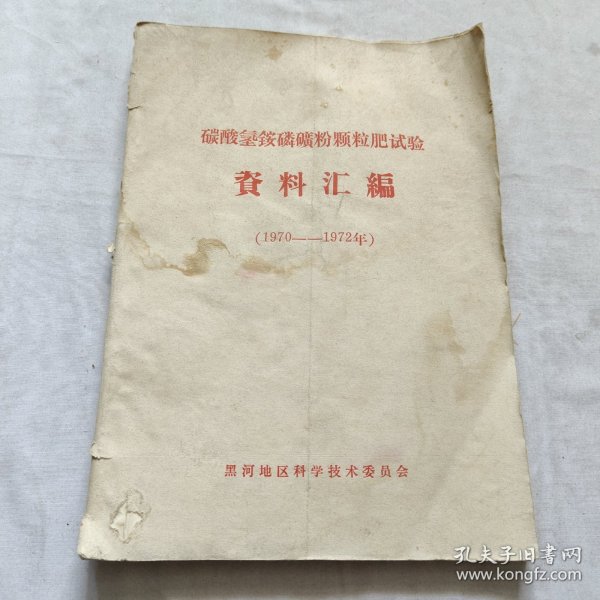 碳酸氢銨磷礦粉颗粒肥试验
資料汇編
(1970——1972年)
黑河地区科学技术委员会
孔夫子旧书网
www.kongfz.com